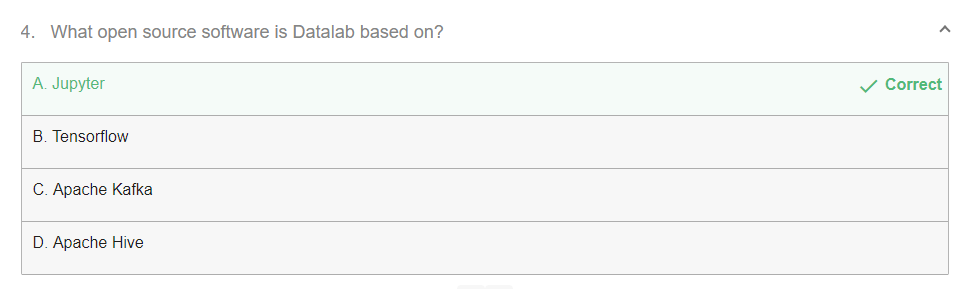 4. What open source software is Datalab based on?
A. Jupyter
Correct
B. Tensorflow
C. Apache Kafka
D. Apache Hive